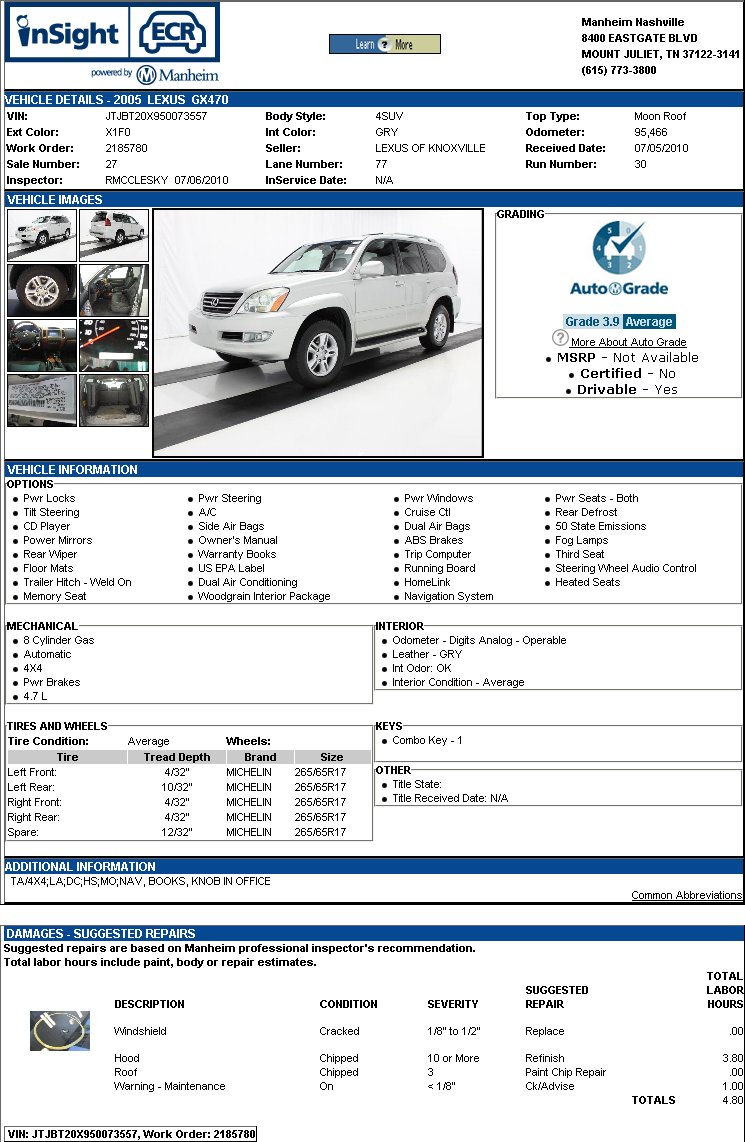 inSight ECR
powered by Manheim
Learn ? More
Manheim Nashville
8400 EASTGATE BLVD
MOUNT JULIET, TN 37122-3141
(615) 773-3800
VEHICLE DETAILS - 2005 LEXUS GX470
VIN: JTJBT20X950073557 Body Style: 4SUV Top Type: Moon Roof
Ext Color: X1F0 Int Color: GRY Odometer: 95,466
Work Order: 2185780 Seller: LEXUS OF KNOXVILLE Received Date: 07/05/2010
Sale Number: 27 Lane Number: 77 Run Number: 30
Inspector: RMCCLESKY 07/06/2010 InService Date: N/A
VEHICLE IMAGES
GRADING
5 0 4 1 2
Auto Grade
Grade 3.9 Average
? More About Auto Grade
MSRP - Not Available
Certified - No
Drivable - Yes
VEHICLE INFORMATION
OPTIONS
Pwr Locks Pwr Steering Pwr Windows Pwr Seats - Both
Tilt Steering A/C Cruise Ctl Rear Defrost
CD Player Side Air Bags Dual Air Bags 50 State Emissions
Power Mirrors Owner's Manual ABS Brakes Fog Lamps
Rear Wiper Warranty Books Trip Computer Third Seat
Floor Mats US EPA Label Running Board Steering Wheel Audio Control
Trailer Hitch - Weld On Dual Air Conditioning HomeLink Heated Seats
Memory Seat Woodgrain Interior Package Navigation System
MECHANICAL
8 Cylinder Gas
Automatic
4X4
Pwr Brakes
4.7 L
INTERIOR
Odometer - Digits Analog - Operable
Leather - GRY
Int Odor: OK
Interior Condition - Average
TIRES AND WHEELS
Tire Condition: Average Wheels:
Tire Tread Depth Brand Size
Left Front: 4/32" MICHELIN 265/65R17
Left Rear: 10/32" MICHELIN 265/65R17
Right Front: 4/32" MICHELIN 265/65R17
Right Rear: 4/32" MICHELIN 265/65R17
Spare: 12/32" MICHELIN 265/65R17
KEYS
Combo Key - 1
OTHER
Title State:
Title Received Date: N/A
ADDITIONAL INFORMATION
TA/4X4;LA;DC;HS;MO;NAV, BOOKS, KNOB IN OFFICE
Common Abbreviations
DAMAGES - SUGGESTED REPAIRS
Suggested repairs are based on Manheim professional inspector's recommendation.
Total labor hours include paint, body or repair estimates.
DESCRIPTION CONDITION SEVERITY SUGGESTED REPAIR TOTAL LABOR HOURS
Windshield Cracked 1/8" to 1/2" Replace .00
Hood Chipped 10 or More Refinish 3.80
Roof Chipped 3 Paint Chip Repair .00
Warning - Maintenance On < 1/8" Ck/Advise 1.00
TOTALS 4.80
VIN: JTJBT20X950073557, Work Order: 2185780